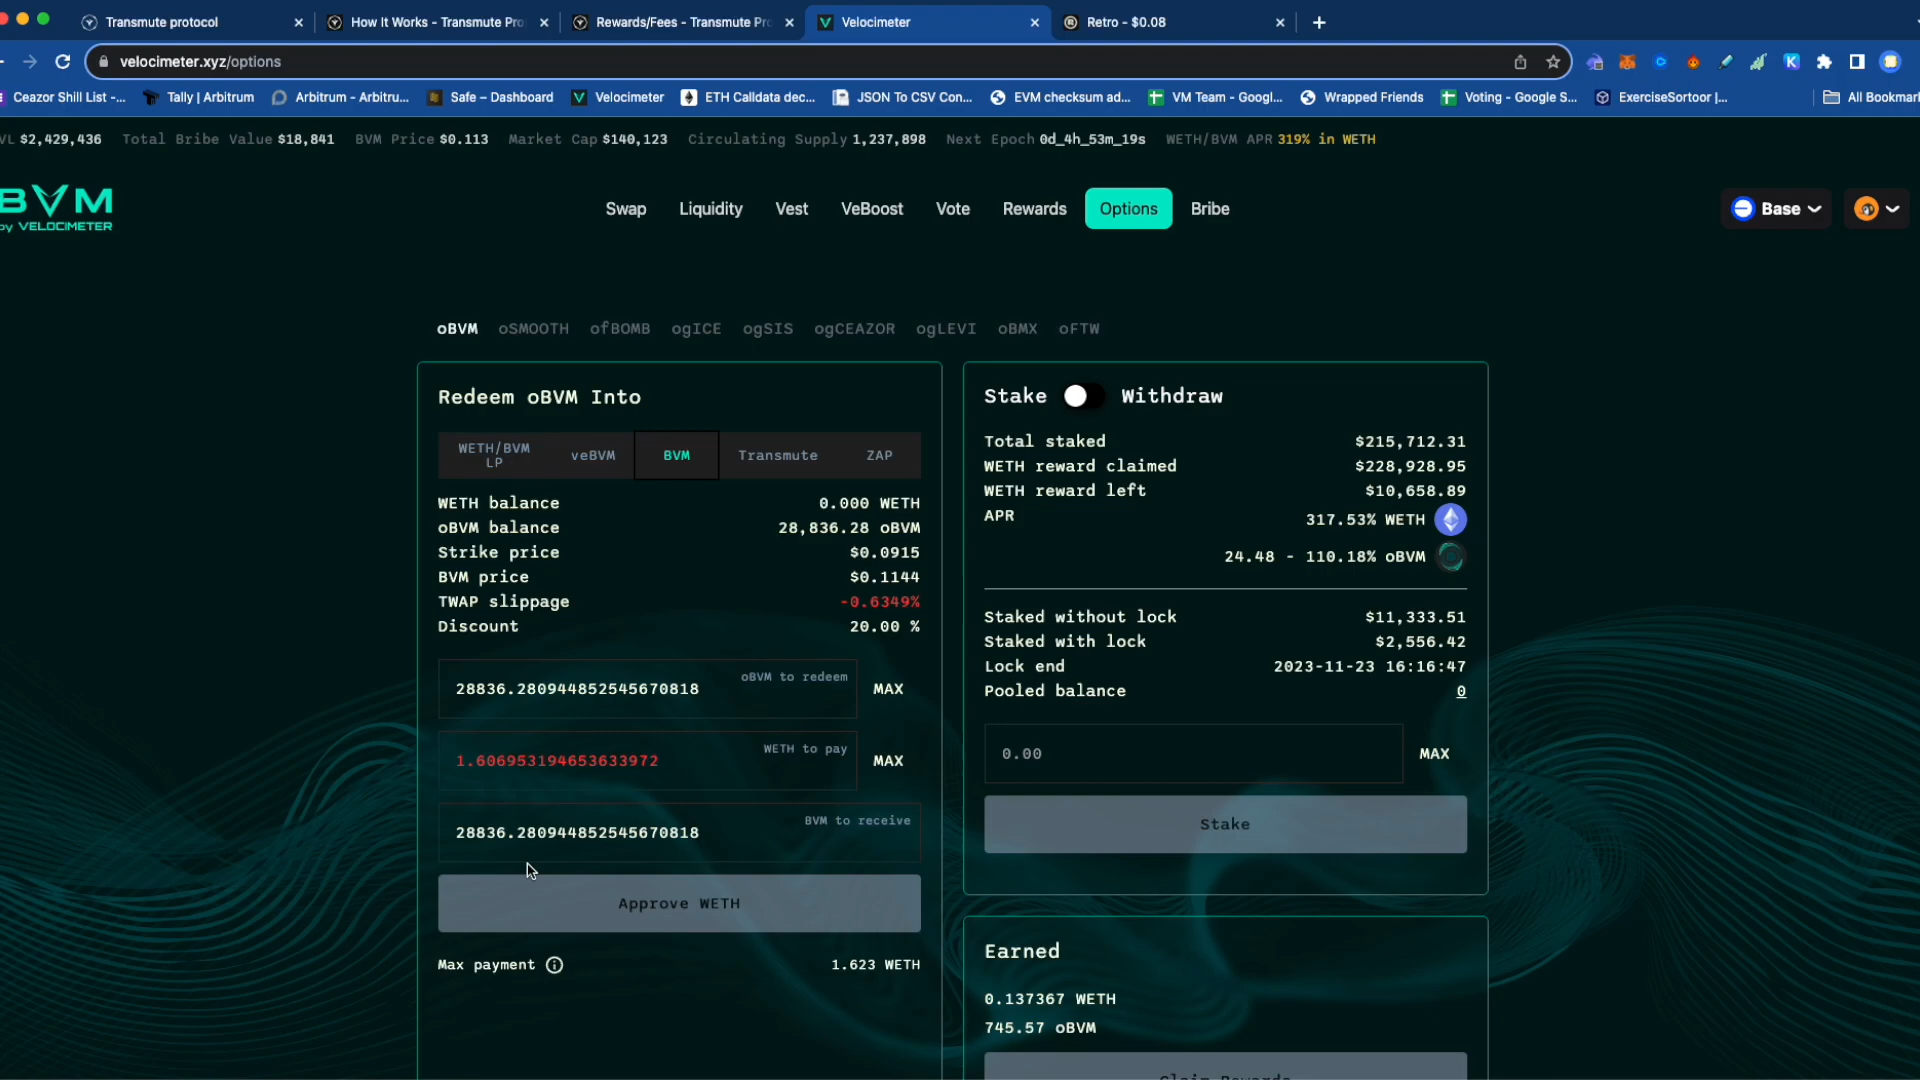 Transmute protocol
How It Works - Transmute Pro
Rewards/Fees - Transmute Pr
Velocimeter
Retro - $0.08
velocimeter.xyz/options
Ceazor Shill List -...
Tally | Arbitrum
Arbitrum - Arbitru...
Safe – Dashboard
Velocimeter
ETH Calldata dec...
JSON To CSV Con...
EVM checksum ad...
VM Team - Googl...
Wrapped Friends
Voting - Google S...
ExerciseSortoor |...
All Bookmar
VL $2,429,436 Total Bribe Value $18,841 BVM Price $0.113 Market Cap $140,123 Circulating Supply 1,237,898 Next Epoch 0d_4h_53m_19s WETH/BVM APR 319% in WETH
BVM
by VELOCIMETER
Swap Liquidity Vest VeBoost Vote Rewards Options Bribe
Base
oBVM oSMOOTH ofBOMB ogICE ogSIS ogCEAZOR ogLEVI oBMX oFTW
Redeem oBVM Into
WETH/BVM
LP
veBVM
BVM
Transmute
ZAP
WETH balance 0.000 WETH
oBVM balance 28,836.28 oBVM
Strike price $0.0915
BVM price $0.1144
TWAP slippage -0.6349%
Discount 20.00 %
oBVM to redeem
28836.280944852545670818 MAX
WETH to pay
1.606953194653633972 MAX
BVM to receive
28836.280944852545670818
Approve WETH
Max payment 1.623 WETH
Stake Withdraw
Total staked $215,712.31
WETH reward claimed $228,928.95
WETH reward left $10,658.89
APR 317.53% WETH
24.48 - 110.18% oBVM
Staked without lock $11,333.51
Staked with lock $2,556.42
Lock end 2023-11-23 16:16:47
Pooled balance 0
0.00 MAX
Stake
Earned
0.137367 WETH
745.57 oBVM
Claim Rewards